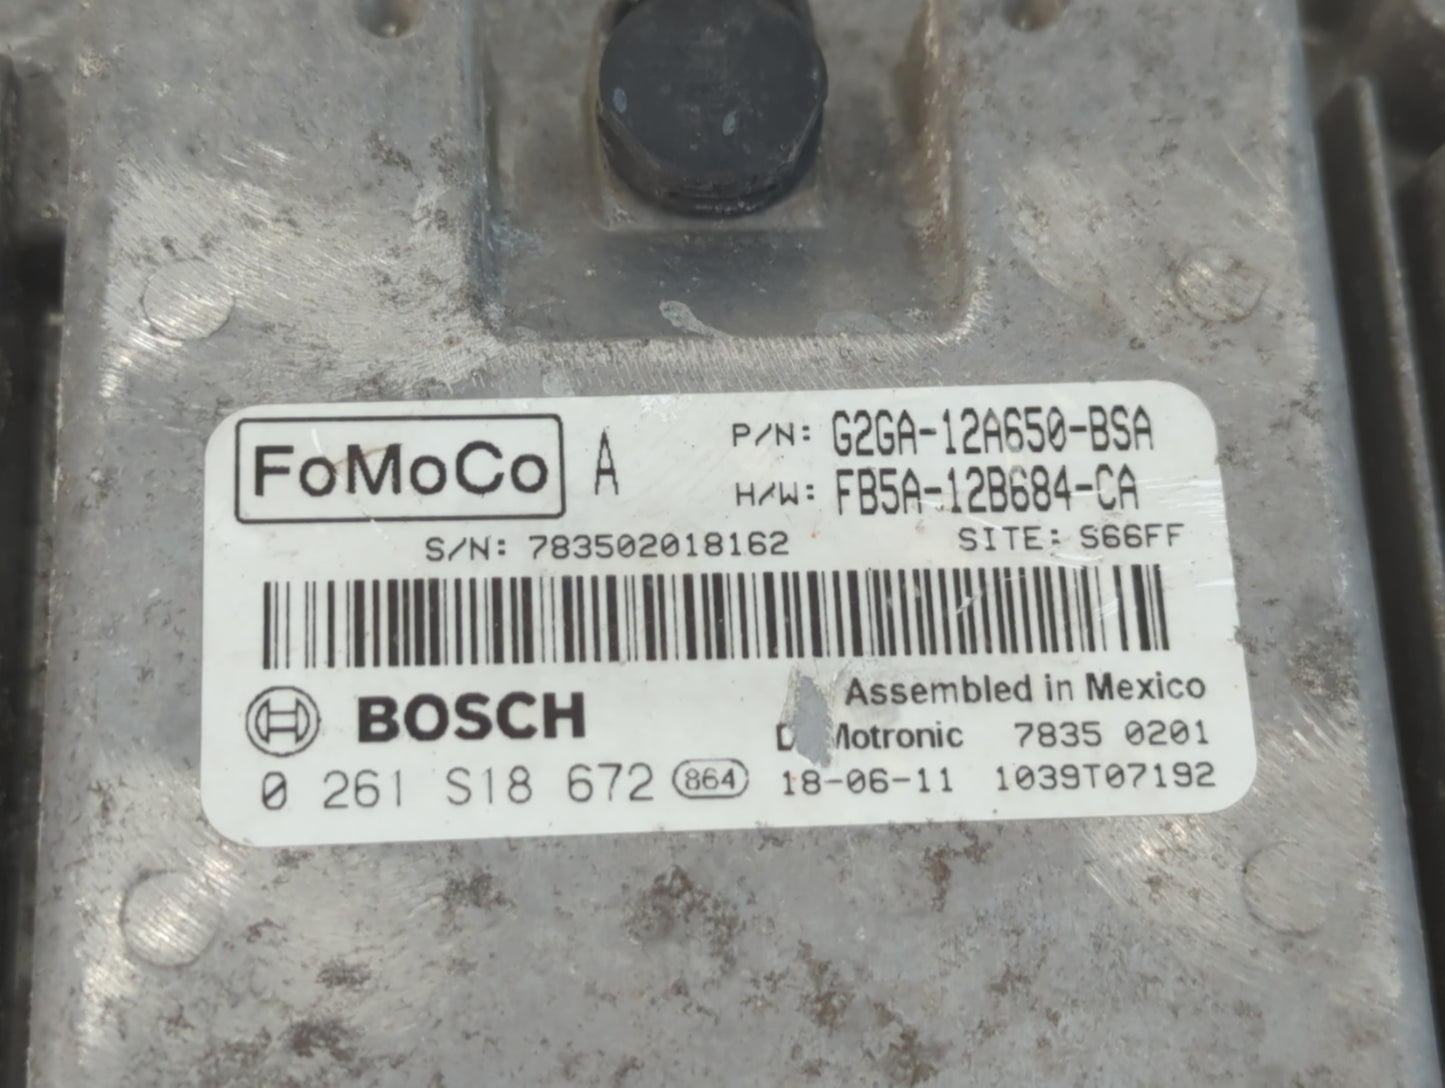 FoMoCo A P/N: G2GA-12A650-BSA
H/W: FB5A-12B684-CA
S/N: 783502018162 SITE: S66FF
BOSCH Assembled in Mexico
7835 0201
0 261 S18 672 864 18-06-11 1039T07192